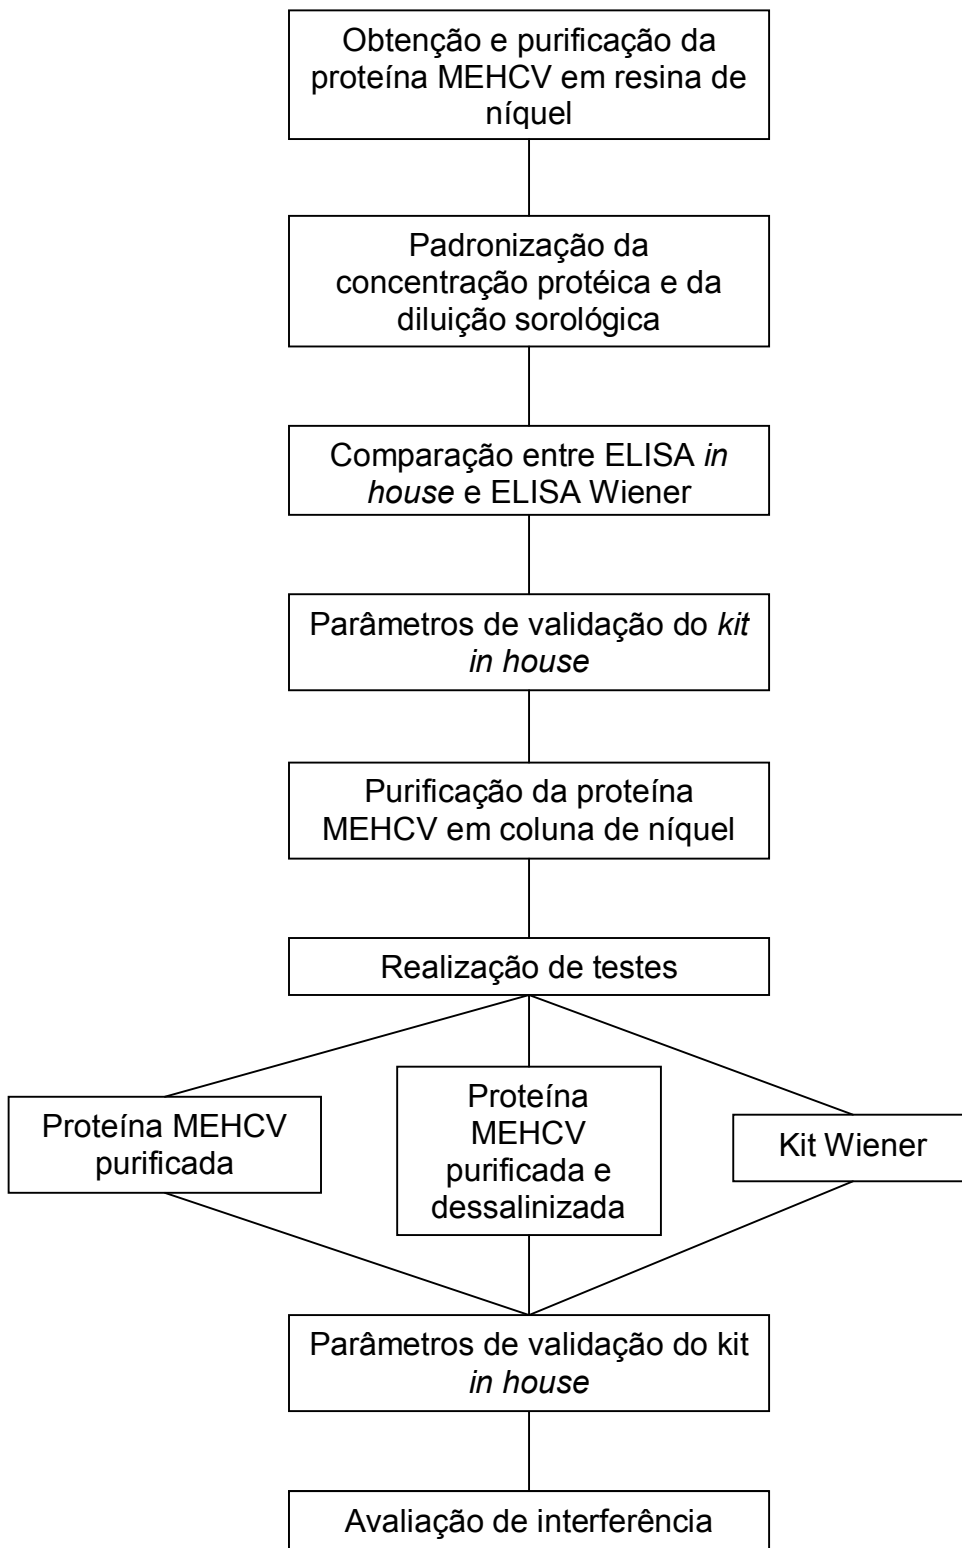 Obtenção e purificação da
proteína MEHCV em resina de
níquel
Padronização da
concentração protéica e da
diluição sorológica
Comparação entre ELISA in
house e ELISA Wiener
Parâmetros de validação do kit
in house
Purificação da proteína
MEHCV em coluna de níquel
Realização de testes
Proteína MEHCV
purificada
Proteína
MEHCV
purificada e
dessalinizada
Kit Wiener
Parâmetros de validação do kit
in house
Avaliação de interferência